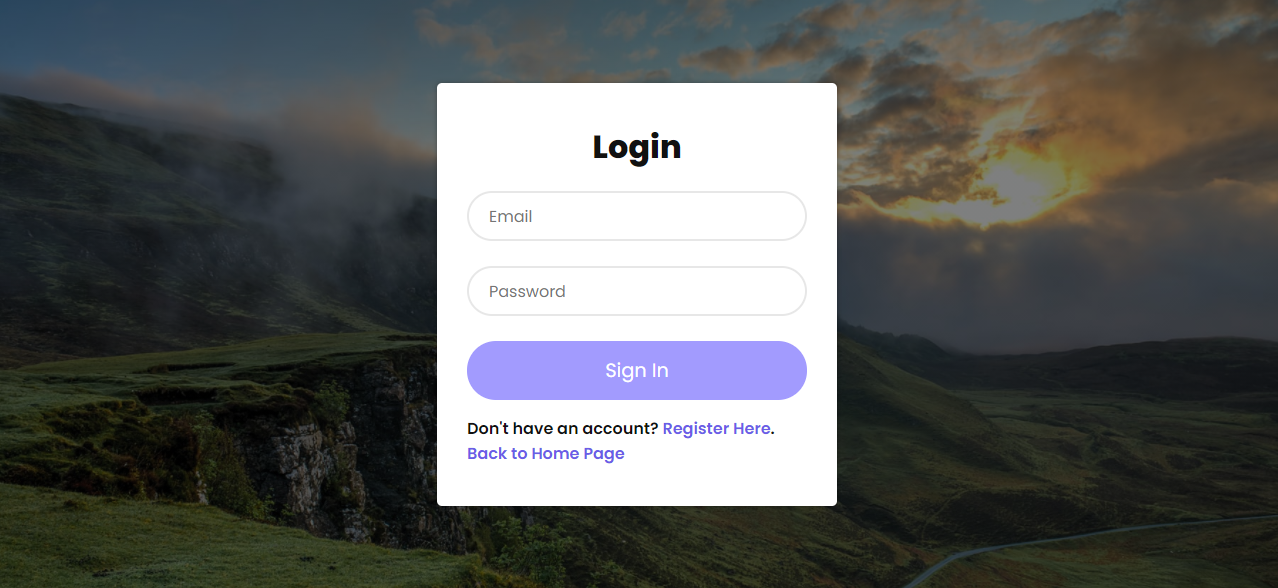 Login
Email
Password
Sign In
Don't have an account? Register Here.
Back to Home Page